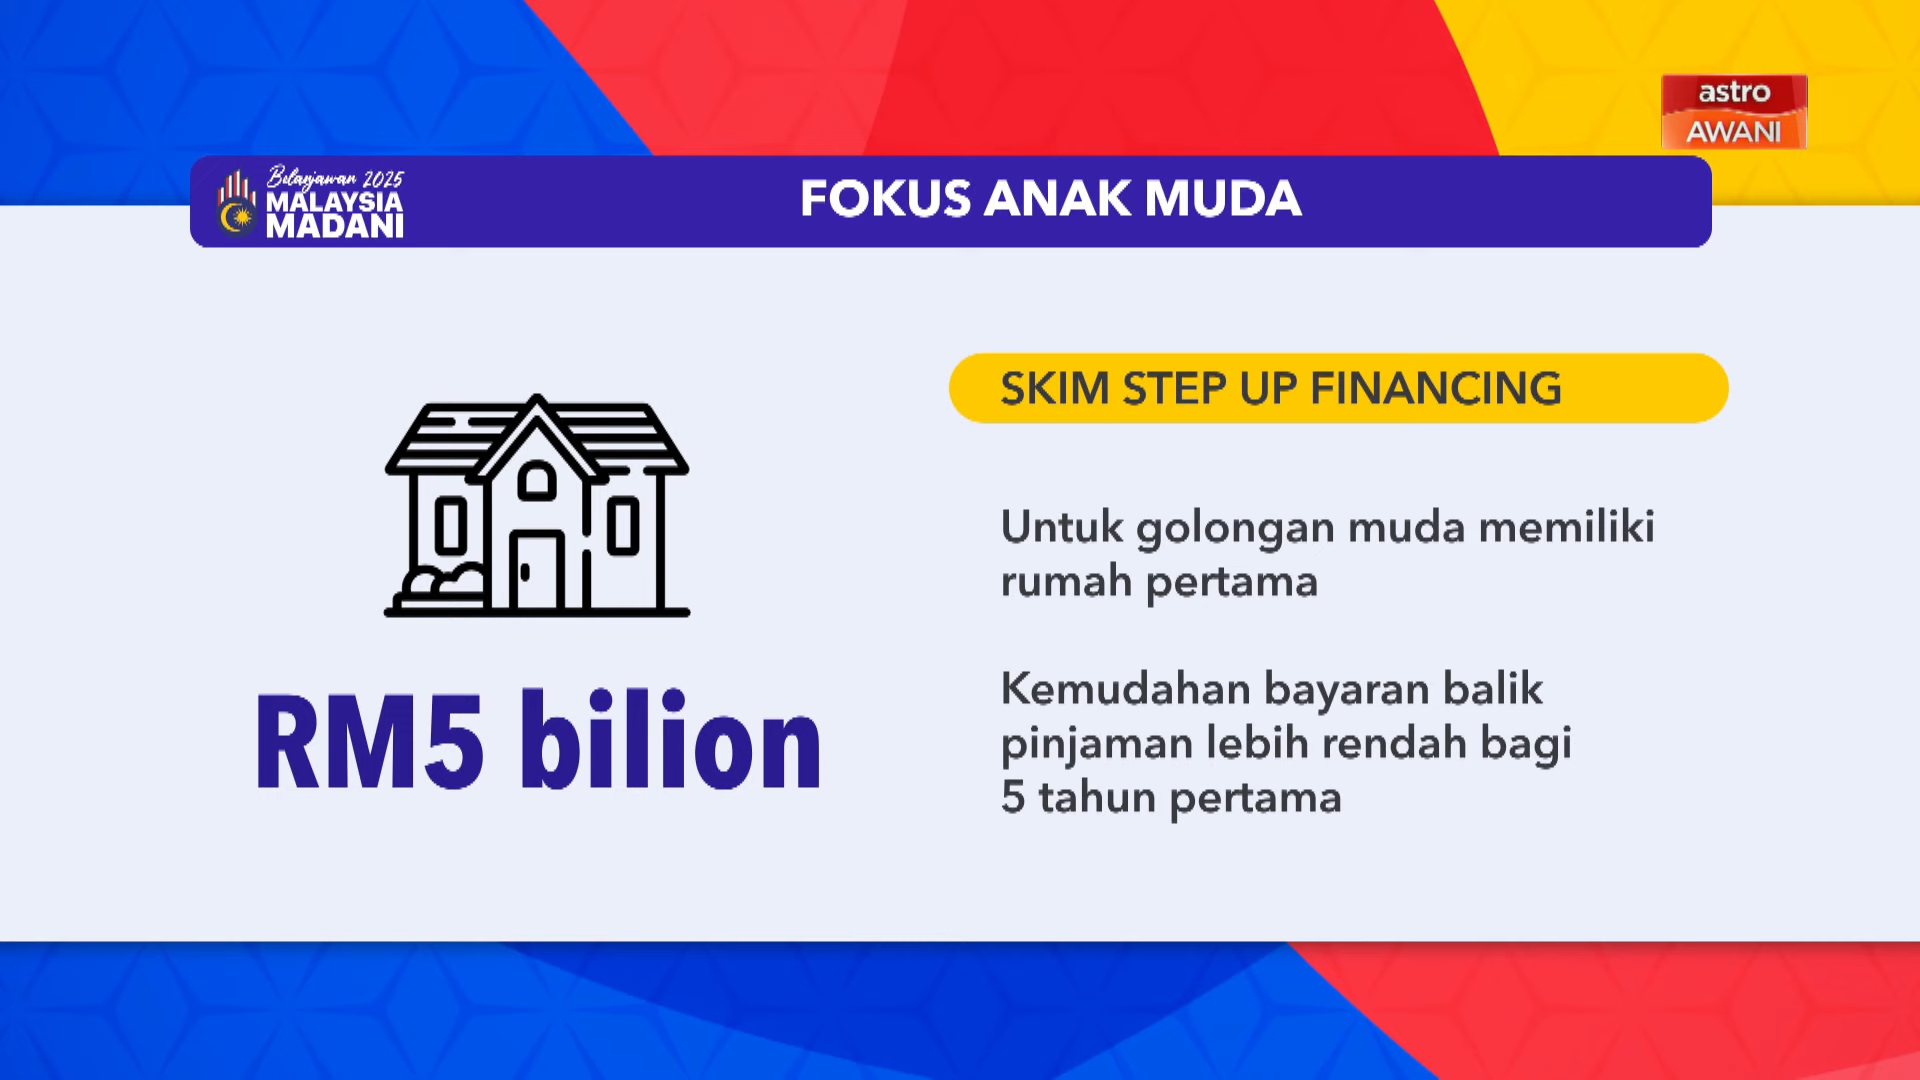 astro
AWANI
Belanjawan 2025
MALAYSIA
MADANI
FOKUS ANAK MUDA
SKIM STEP UP FINANCING
Untuk golongan muda memiliki
rumah pertama
Kemudahan bayaran balik
pinjaman lebih rendah bagi
5 tahun pertama
RM5 bilion